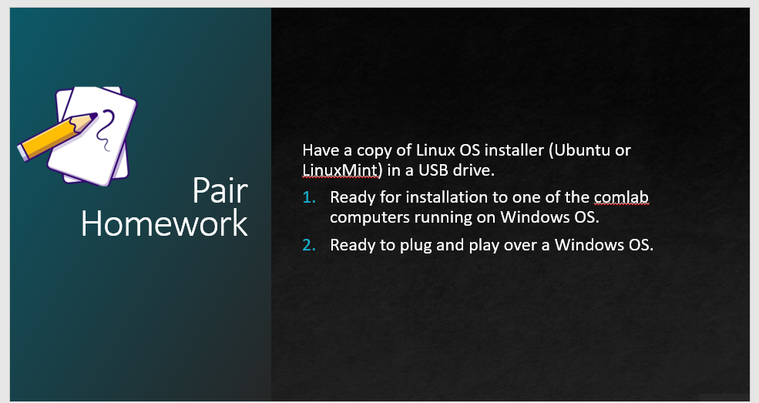 Pair
Homework
Have a copy of Linux OS installer (Ubuntu or
LinuxMint) in a USB drive.
1. Ready for installation to one of the comlab
computers running on Windows OS.
2. Ready to plug and play over a Windows OS.